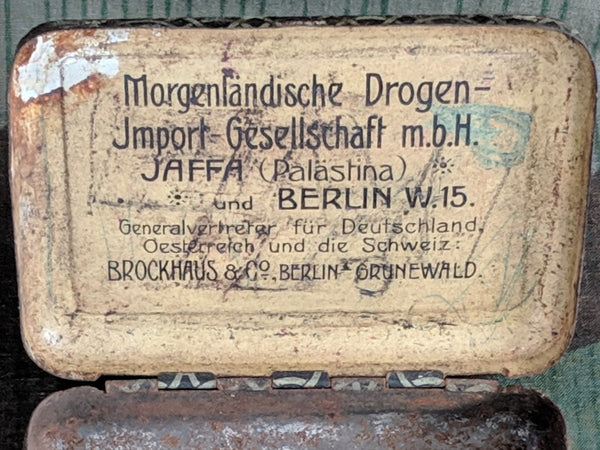 Morgenländische Drogen-
Jmport-Gesellschaft m.b.H.
JAFFA (Palästina)
und BERLIN W.15.
Generalvertreter für Deutschland,
Oesterreich und die Schweiz:
BROCKHAUS & Co., BERLIN-GRUNEWALD.